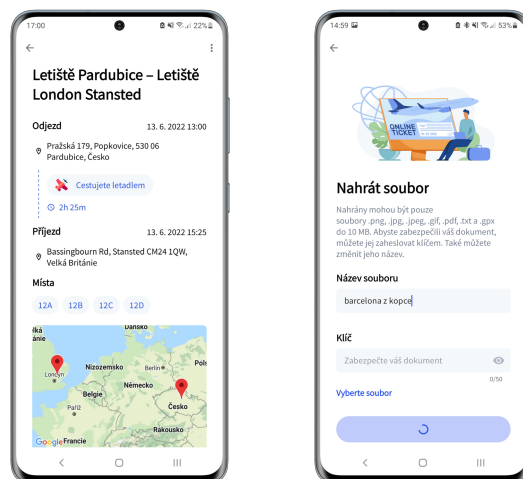 17:00
22%
Letiště Pardubice – Letiště
London Stansted
Odjezd
13. 6. 2022 13:00
Pražská 179, Popkovice, 530 06
Pardubice, Česko
Cestujete letadlem
2h 25m
Příjezd
13. 6. 2022 15:25
Bassingbourn Rd, Stansted CM24 1QW,
Velká Británie
Místa
12A 12B 12C 12D
Dánsko
lká
ánie
Londýn
Nizozemsko
Berlín
Pols
Německo
Belgie
Paříž
Česko
Rakousko
Google
Francie
14:59
53%
ONLINE
TICKET
Nahrát soubor
Nahrány mohou být pouze
soubory .png, .jpg, .jpeg, .gif, .pdf, .txt a .gpx
do 10 MB. Abyste zabezpečili váš dokument,
můžete jej zaheslovat klíčem. Také můžete
změnit jeho název.
Název souboru
barcelona z kopce
Klíč
Zabezpečte váš dokument
0/50
Vyberte soubor